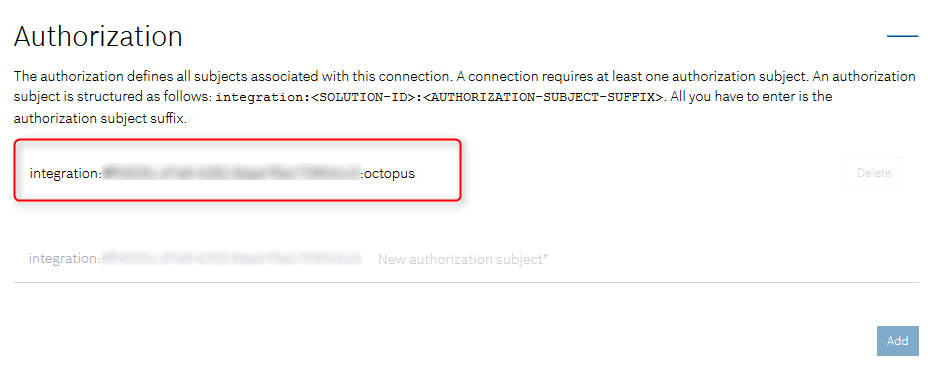 Authorization
The authorization defines all subjects associated with this connection. A connection requires at least one authorization subject. An authorization
subject is structured as follows: integration:<SOLUTION-ID>:<AUTHORIZATION-SUBJECT-SUFFIX>. All you have to enter is the
authorization subject suffix.
integration: :octopus
Delete
integration: : New authorization subject*
Add